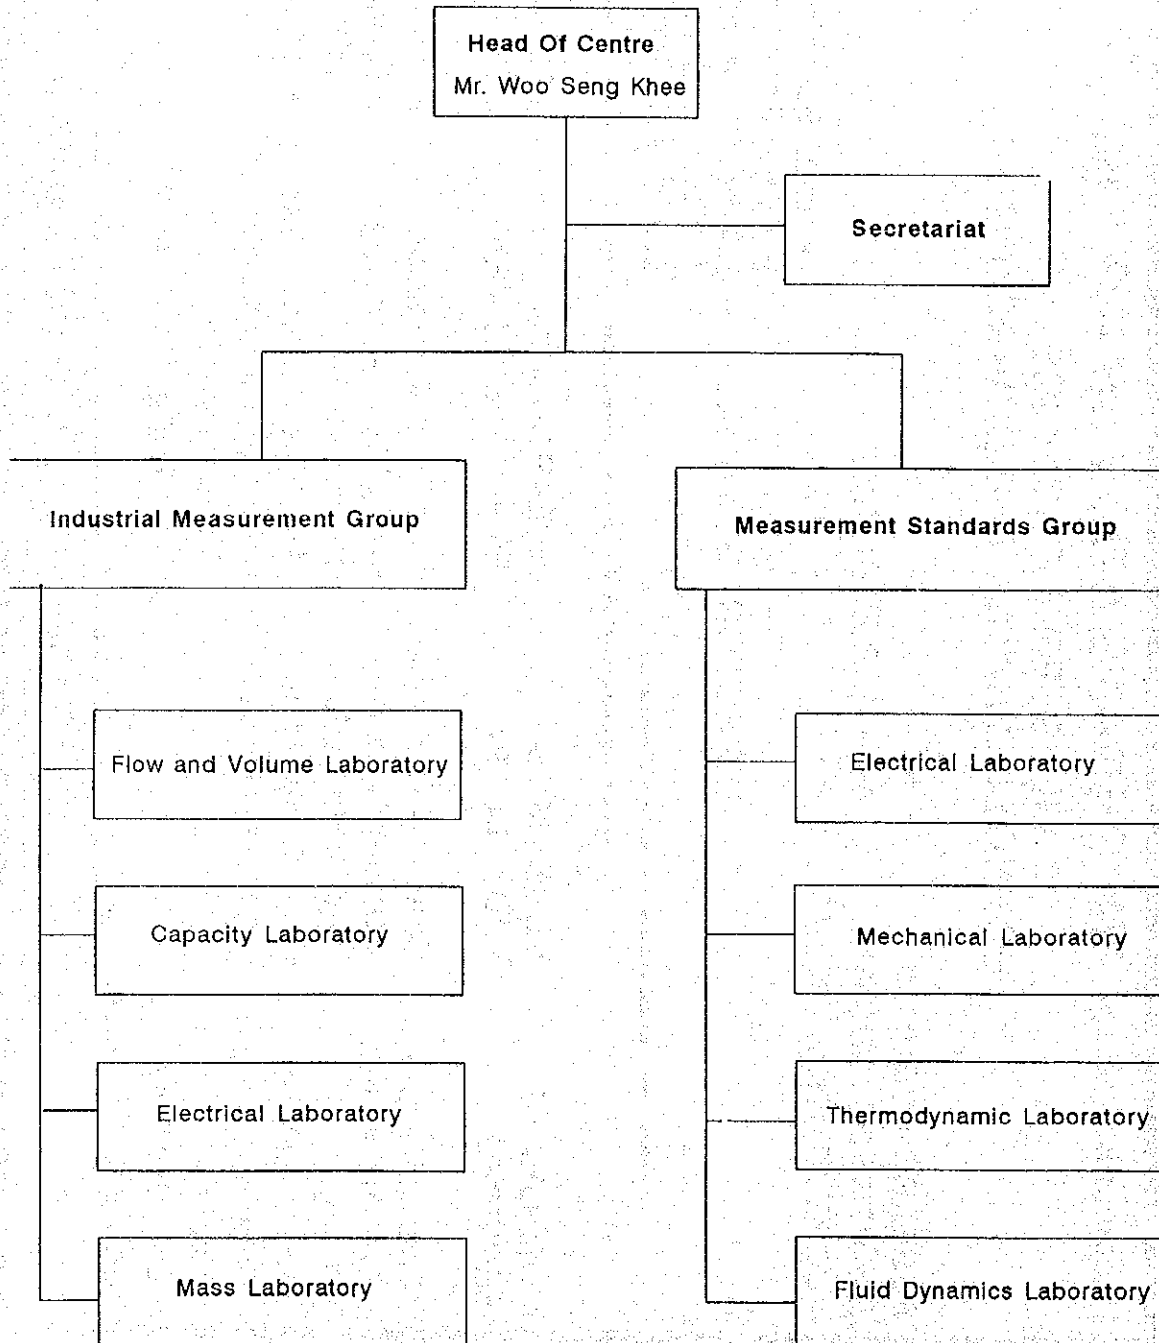 Head Of Centre
Mr. Woo Seng Khee
Secretariat
Industrial Measurement Group
Measurement Standards Group
Flow and Volume Laboratory
Electrical Laboratory
Capacity Laboratory
Mechanical Laboratory
Electrical Laboratory
Thermodynamic Laboratory
Mass Laboratory
Fluid Dynamics Laboratory